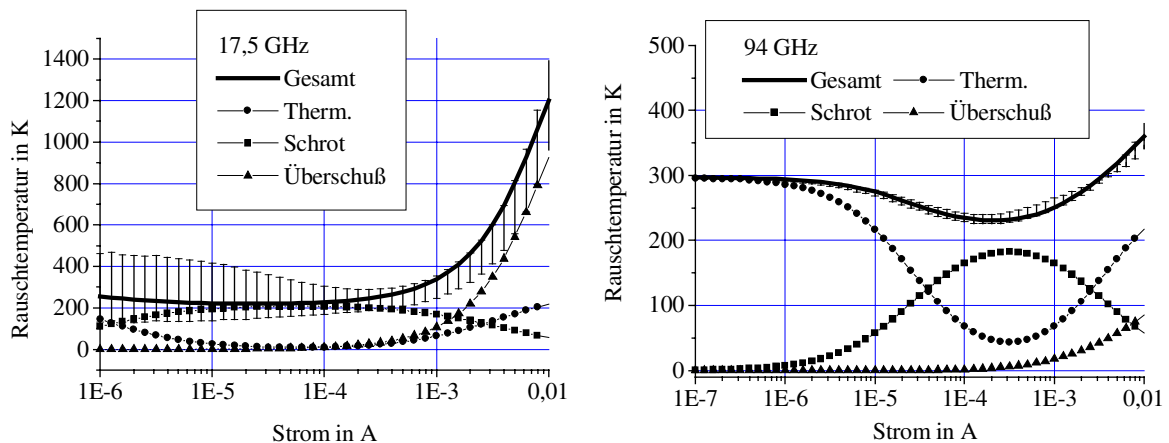 17,5 GHz
Gesamt
Therm.
Schrot
Überschuß
Rauschtemperatur in K
1400
1200
1000
800
600
400
200
0
1E-6 1E-5 1E-4 1E-3 0,01
Strom in A
94 GHz
Gesamt Therm.
Schrot Überschuß
Rauschtemperatur in K
500
400
300
200
100
0
1E-7 1E-6 1E-5 1E-4 1E-3 0,01
Strom in A